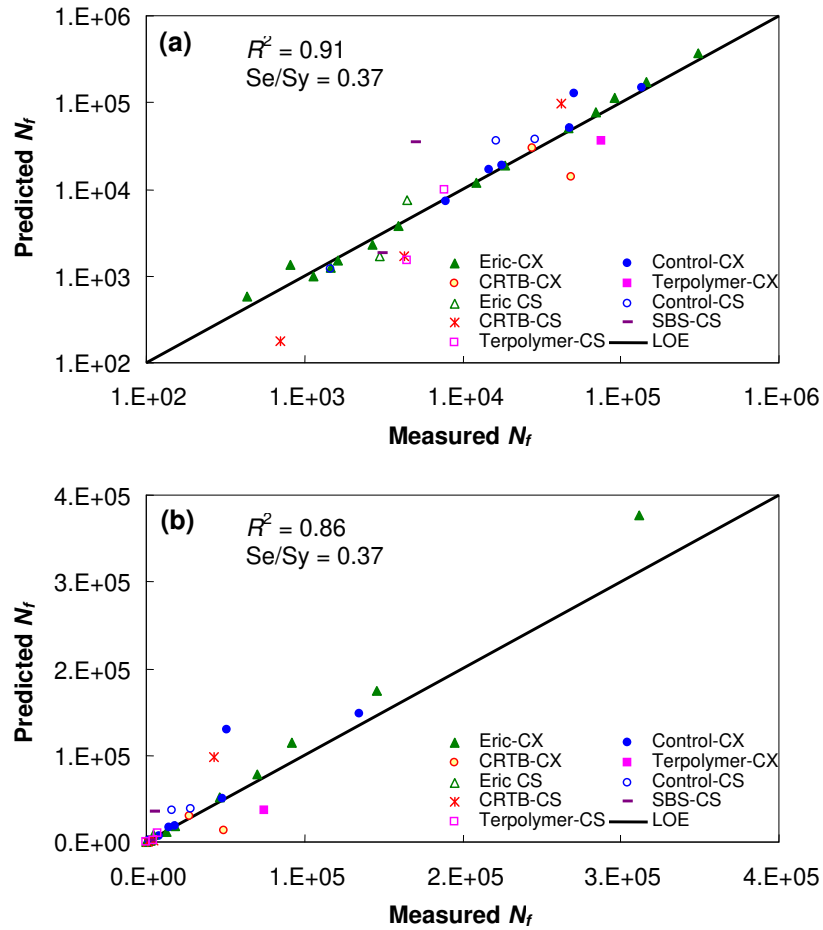 (a)
R² = 0.91
Se/Sy = 0.37
Predicted Nf
1.E+06
1.E+05
1.E+04
1.E+03
1.E+02
Eric-CX
Control-CX
CRTB-CX
Terpolymer-CX
Eric CS
Control-CS
CRTB-CS
SBS-CS
Terpolymer-CS
LOE
1.E+02
1.E+03
1.E+04
1.E+05
1.E+06
Measured Nf
(b)
R² = 0.86
Se/Sy = 0.37
Predicted Nf
4.E+05
3.E+05
2.E+05
1.E+05
0.E+00
Eric-CX
Control-CX
CRTB-CX
Terpolymer-CX
Eric CS
Control-CS
CRTB-CS
SBS-CS
Terpolymer-CS
LOE
0.E+00
1.E+05
2.E+05
3.E+05
4.E+05
Measured Nf